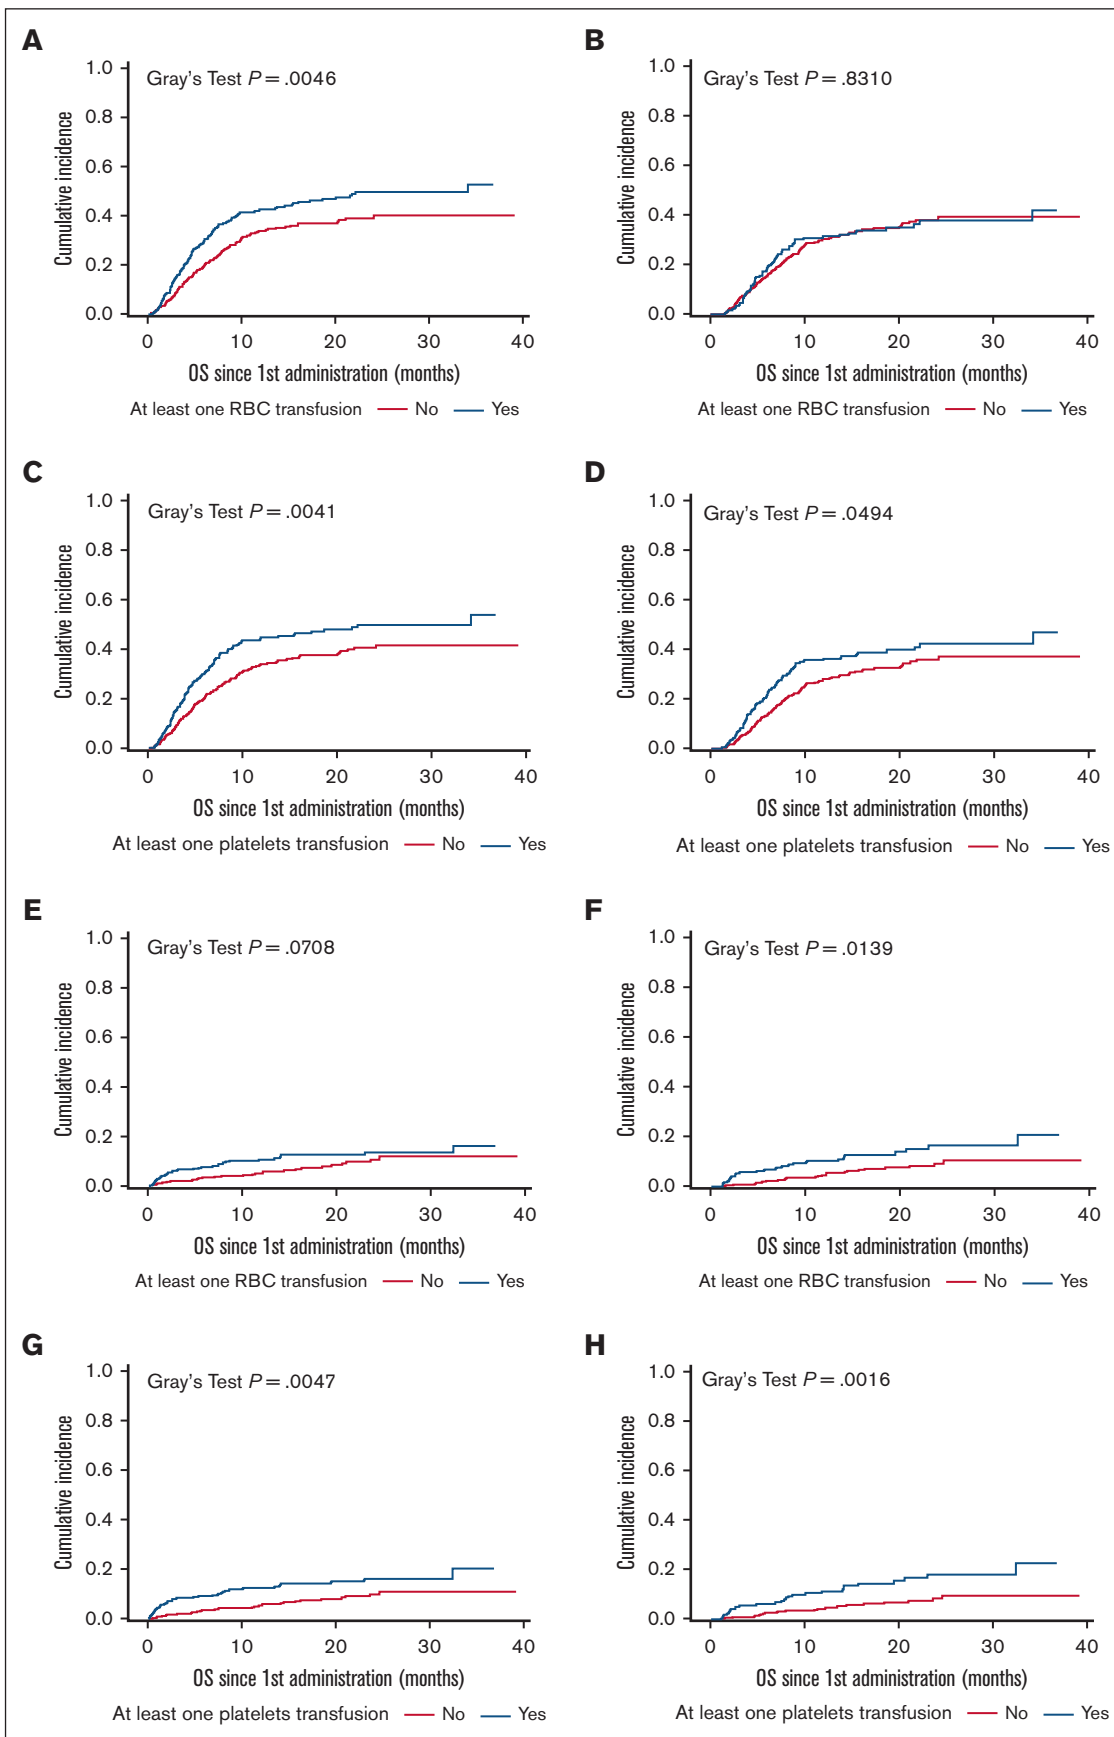 A
Gray's Test P = .0046
Cumulative incidence
1.0
0.8
0.6
0.4
0.2
0.0
0 10 20 30 40
OS since 1st administration (months)
At least one RBC transfusion No Yes
B
Gray's Test P = .8310
Cumulative incidence
1.0
0.8
0.6
0.4
0.2
0.0
0 10 20 30 40
OS since 1st administration (months)
At least one RBC transfusion No Yes
C
Gray's Test P = .0041
Cumulative incidence
1.0
0.8
0.6
0.4
0.2
0.0
0 10 20 30 40
OS since 1st administration (months)
At least one platelets transfusion No Yes
D
Gray's Test P = .0494
Cumulative incidence
1.0
0.8
0.6
0.4
0.2
0.0
0 10 20 30 40
OS since 1st administration (months)
At least one platelets transfusion No Yes
E
Gray's Test P = .0708
Cumulative incidence
1.0
0.8
0.6
0.4
0.2
0.0
0 10 20 30 40
OS since 1st administration (months)
At least one RBC transfusion No Yes
F
Gray's Test P = .0139
Cumulative incidence
1.0
0.8
0.6
0.4
0.2
0.0
0 10 20 30 40
OS since 1st administration (months)
At least one RBC transfusion No Yes
G
Gray's Test P = .0047
Cumulative incidence
1.0
0.8
0.6
0.4
0.2
0.0
0 10 20 30 40
OS since 1st administration (months)
At least one platelets transfusion No Yes
H
Gray's Test P = .0016
Cumulative incidence
1.0
0.8
0.6
0.4
0.2
0.0
0 10 20 30 40
OS since 1st administration (months)
At least one platelets transfusion No Yes